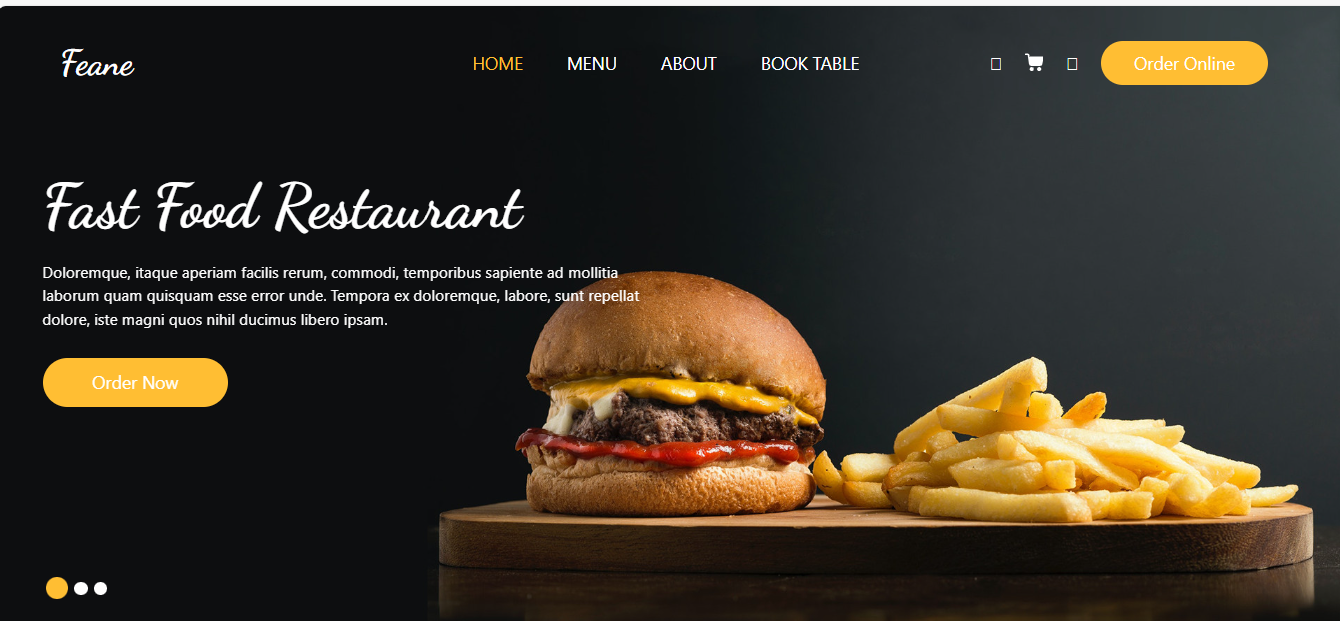 Feane
HOME MENU ABOUT BOOK TABLE
Order Online
Fast Food Restaurant
Doloremque, itaque aperiam facilis rerum, commodi, temporibus sapiente ad mollitia
laborum quam quisquam esse error unde. Tempora ex doloremque, labore, sunt repellat
dolore, iste magni quos nihil ducimus libero ipsam.
Order Now